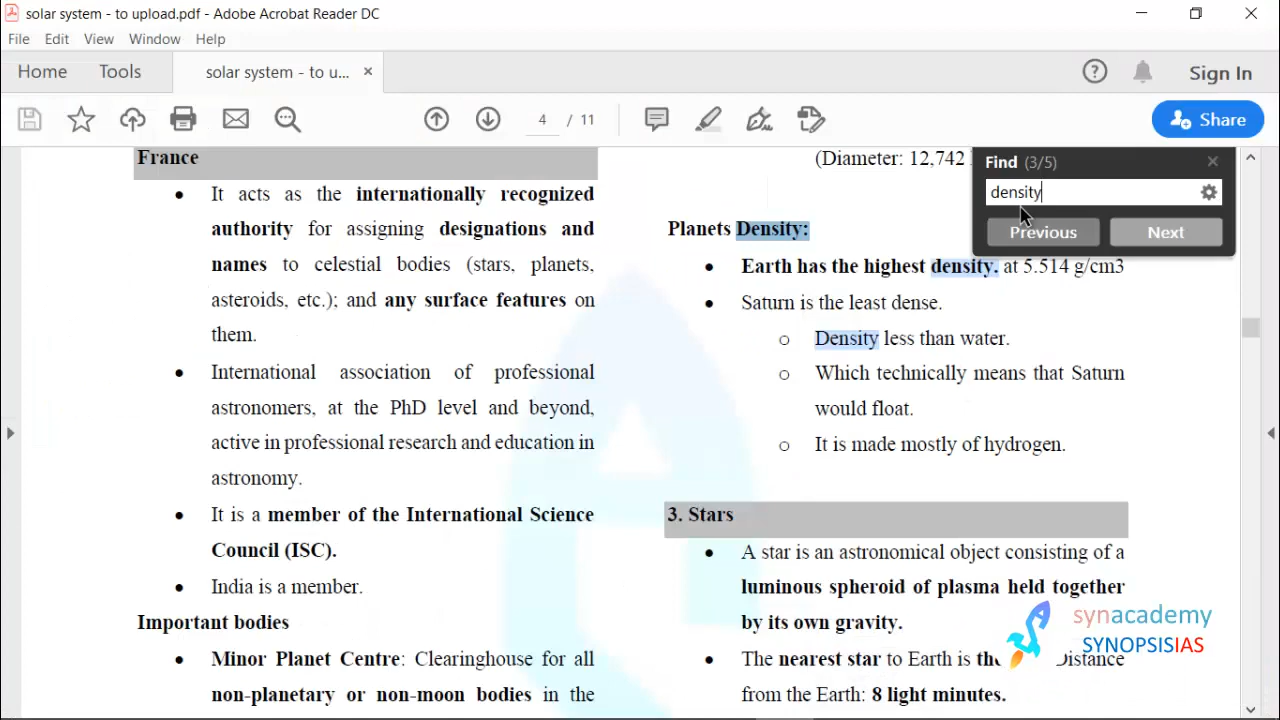 solar system - to upload.pdf - Adobe Acrobat Reader DC
File Edit View Window Help
Home Tools solar system - to u... × Sign In
4 / 11 Share
France
It acts as the internationally recognized
authority for assigning designations and
names to celestial bodies (stars, planets,
asteroids, etc.); and any surface features on
them.
International association of professional
astronomers, at the PhD level and beyond,
active in professional research and education in
astronomy.
It is a member of the International Science
Council (ISC).
India is a member.
Important bodies
Minor Planet Centre: Clearinghouse for all
non-planetary or non-moon bodies in the
(Diameter: 12,742
Find (3/5)
density
Previous Next
Planets Density:
Earth has the highest density. at 5.514 g/cm3
Saturn is the least dense.
Density less than water.
Which technically means that Saturn
would float.
It is made mostly of hydrogen.
3. Stars
A star is an astronomical object consisting of a
luminous spheroid of plasma held together
by its own gravity.
The nearest star to Earth is the
from the Earth: 8 light minutes.
synacademy
SYNOPSISIAS